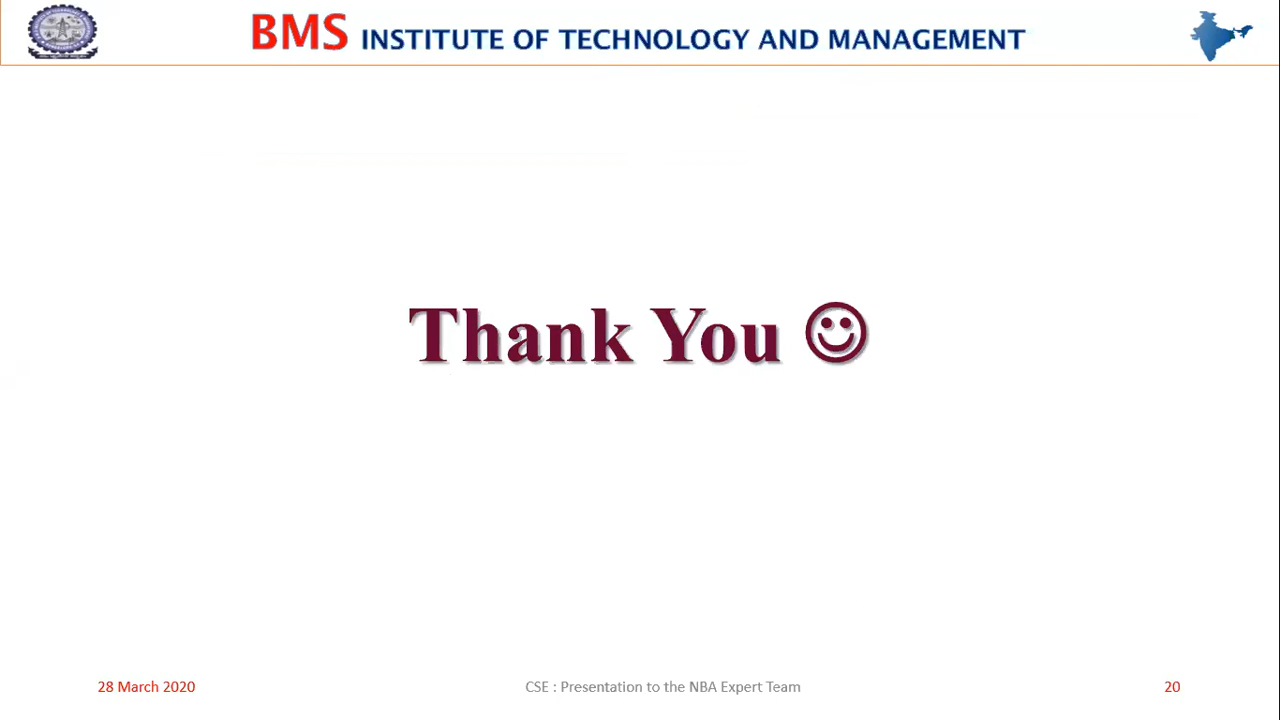 BMS INSTITUTE OF TECHNOLOGY AND MANAGEMENT
Thank You ☺
28 March 2020
CSE : Presentation to the NBA Expert Team
20